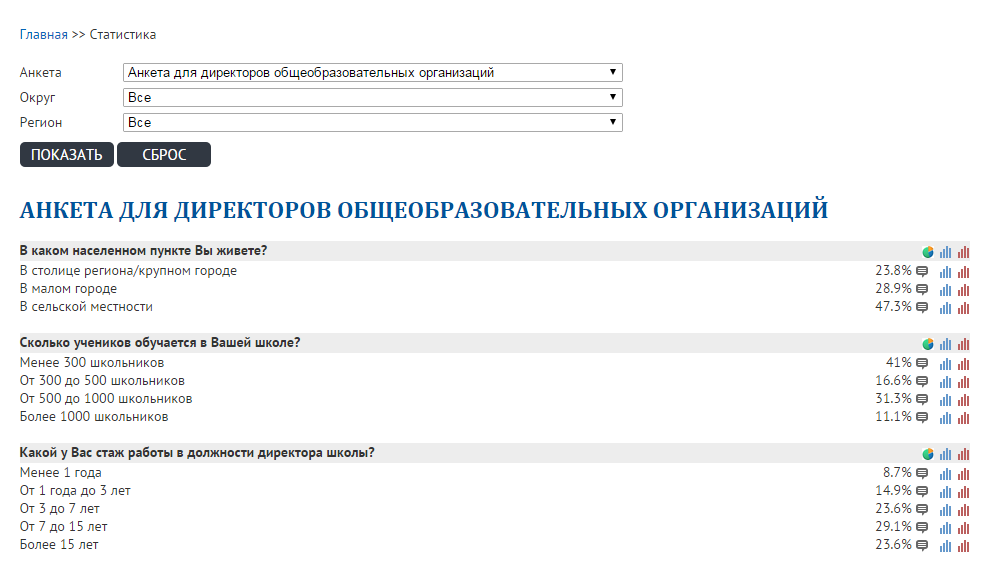 Главная >> Статистика
Анкета Анкета для директоров общеобразовательных организаций
Округ Все
Регион Все
ПОКАЗАТЬ СБРОС
АНКЕТА ДЛЯ ДИРЕКТОРОВ ОБЩЕОБРАЗОВАТЕЛЬНЫХ ОРГАНИЗАЦИЙ
В каком населенном пункте Вы живете?
В столице региона/крупном городе 23.8%
В малом городе 28.9%
В сельской местности 47.3%
Сколько учеников обучается в Вашей школе?
Менее 300 школьников 41%
От 300 до 500 школьников 16.6%
От 500 до 1000 школьников 31.3%
Более 1000 школьников 11.1%
Какой у Вас стаж работы в должности директора школы?
Менее 1 года 8.7%
От 1 года до 3 лет 14.9%
От 3 до 7 лет 23.6%
От 7 до 15 лет 29.1%
Более 15 лет 23.6%